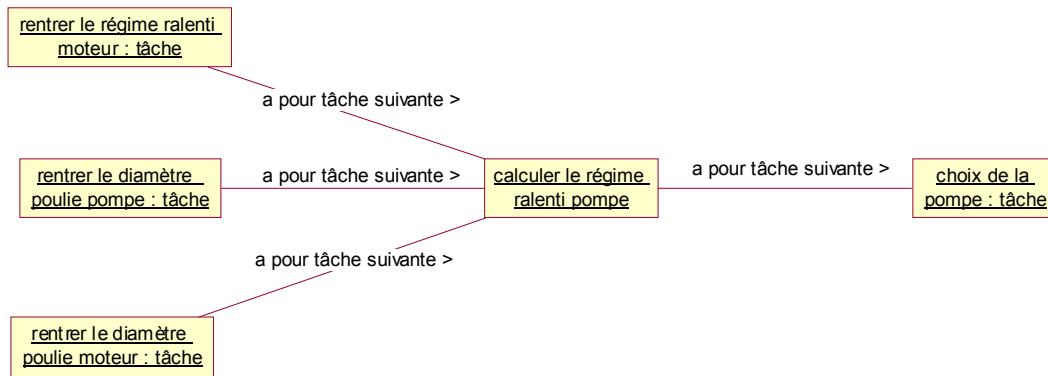 rentrer le régime ralenti
moteur : tâche
a pour tâche suivante >
rentrer le diamètre
poulie pompe : tâche
a pour tâche suivante >
calculer le régime
ralenti pompe
a pour tâche suivante >
choix de la
pompe : tâche
a pour tâche suivante >
rentrer le diamètre
poulie moteur : tâche